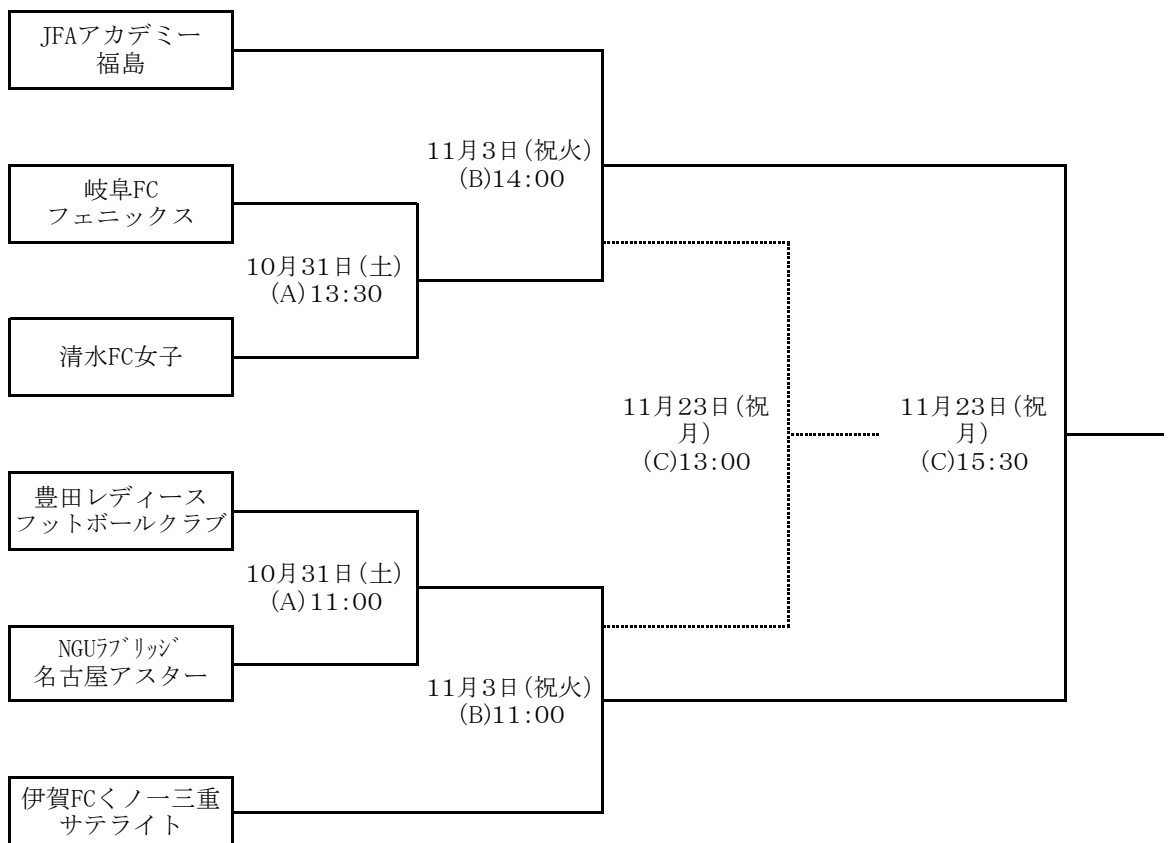 JFAアカデミー
福島
11月3日(祝火)
(B)14:00
岐阜FC
フェニックス
10月31日(土)
(A)13:30
清水FC女子
11月23日(祝
月)
(C)13:00
11月23日(祝
月)
(C)15:30
豊田レディース
フットボールクラブ
10月31日(土)
(A)11:00
NGUﾗﾌﾞﾘｯｼﾞ
名古屋アスター
11月3日(祝火)
(B)11:00
伊賀FCくノ一三重
サテライト